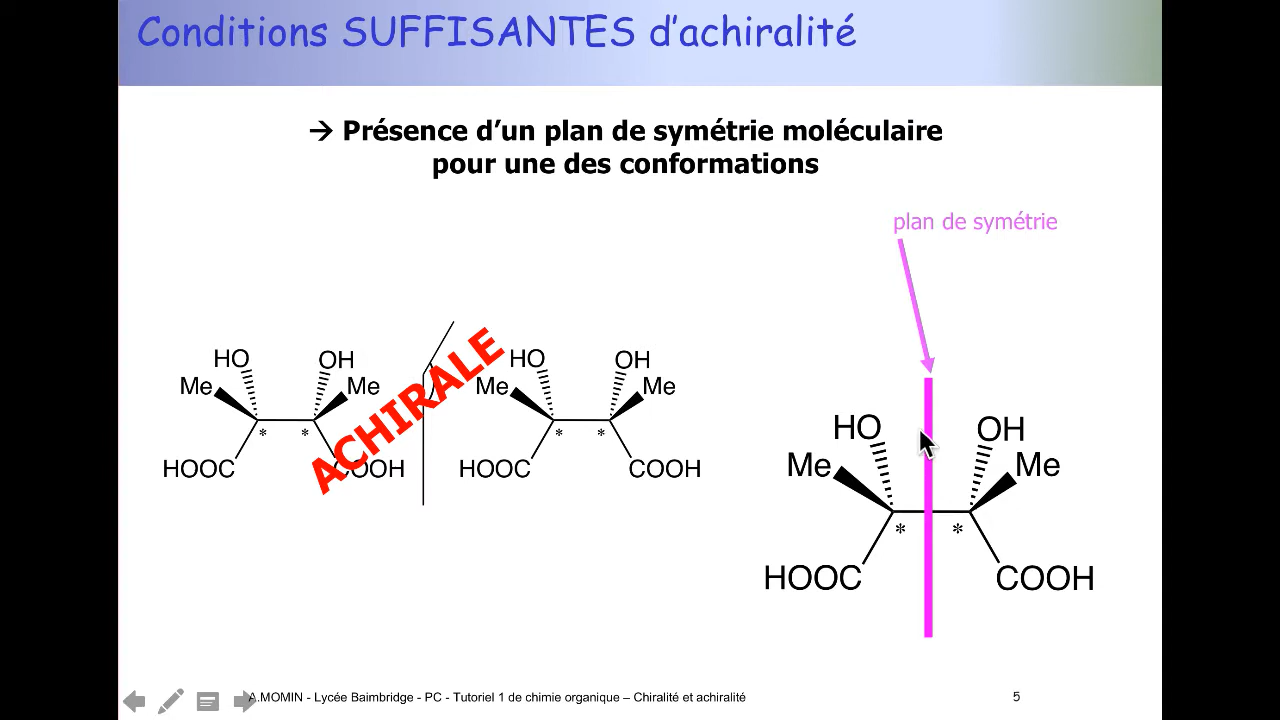 Conditions SUFFISANTES d'achiralité
→ Présence d'un plan de symétrie moléculaire
pour une des conformations
plan de symétrie
HO OH
Me Me
* *
HOOC COOH
ACHIRALE
HO OH
Me Me
* *
HOOC COOH
HO OH
Me Me
* *
HOOC COOH
A.MOMIN - Lycée Baimbridge - PC - Tutoriel 1 de chimie organique – Chiralité et achiralité
5